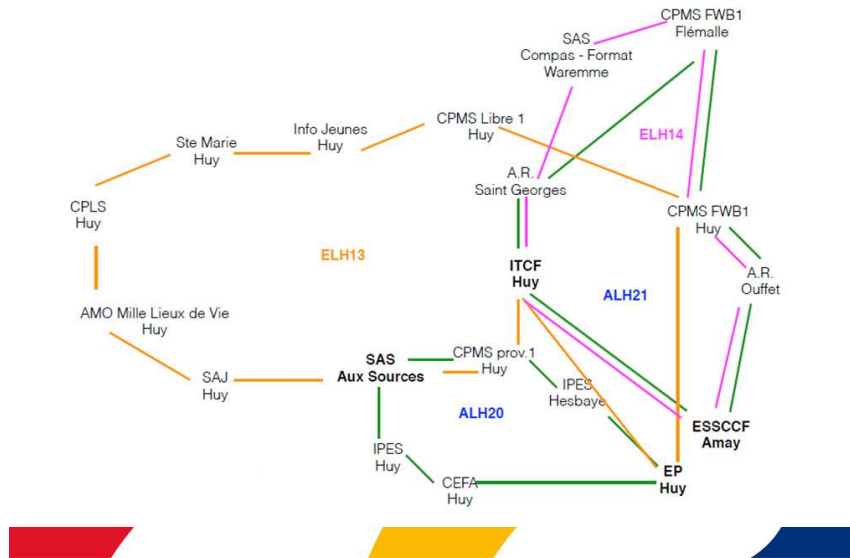 CPMS FWB1
Flémalle
SAS
Compas - Format
Waremme
CPMS Libre 1
Huy
Info Jeunes
Huy
Ste Marie
Huy
ELH14
A.R.
Saint Georges
CPLS
Huy
CPMS FWB1
Huy
ELH13
ITCF
Huy
A.R.
Ouffet
ALH21
AMO Mille Lieux de Vie
Huy
SAS
Aux Sources
CPMS prov.1
Huy
SAJ
Huy
IPES
Hesbaye
ALH20
ESSCCF
Amay
IPES
Huy
EP
Huy
CEFA
Huy